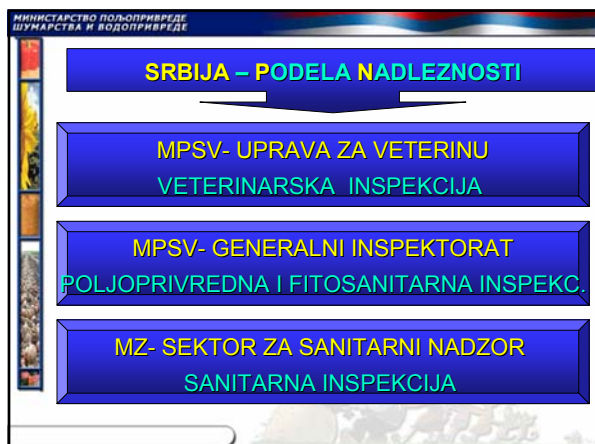 МИНИСТАРСТВО ПОЉОПРИВРЕДЕ
ШУМАРСТВА И ВОДОПРИВРЕДЕ
SRBIJA – PODELA NADLEZNOSTI
MPSV- UPRAVA ZA VETERINU
VETERINARSKA INSPEKCIJA
MPSV- GENERALNI INSPEKTORAT
POLJOPRIVREDNA I FITOSANITARNA INSPEKC.
MZ- SEKTOR ZA SANITARNI NADZOR
SANITARNA INSPEKCIJA